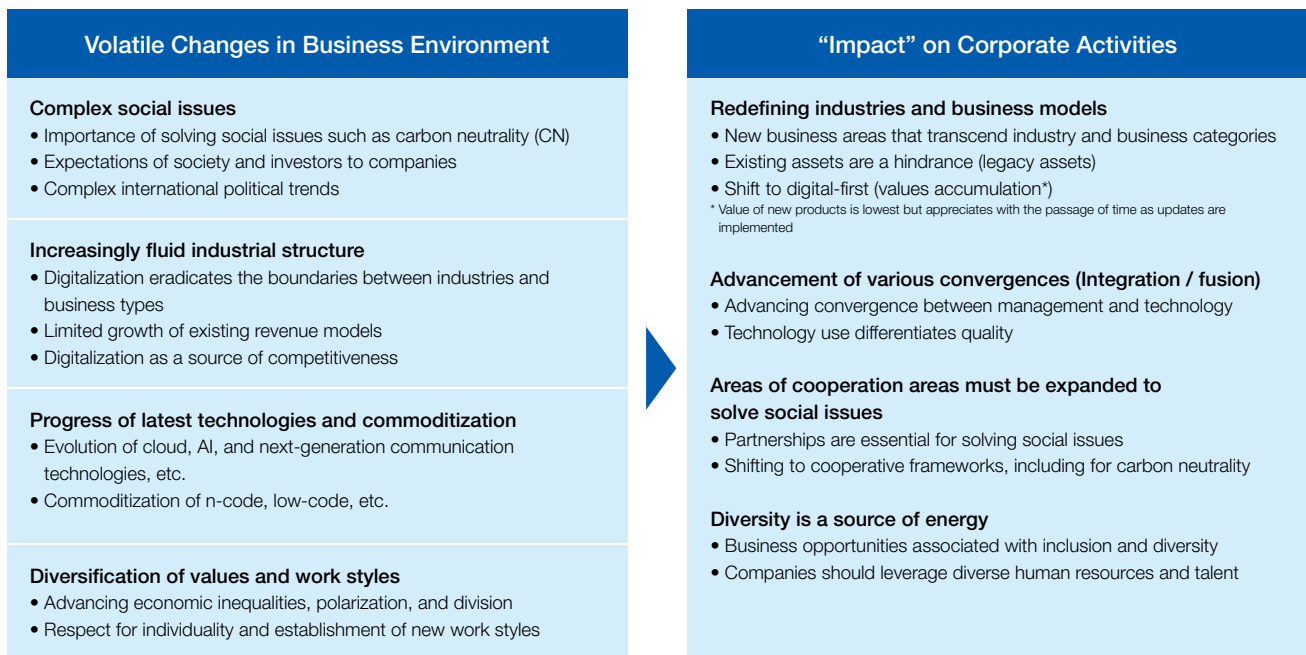 Volatile Changes in Business Environment
Complex social issues
• Importance of solving social issues such as carbon neutrality (CN)
• Expectations of society and investors to companies
• Complex international political trends
Increasingly fluid industrial structure
• Digitalization eradicates the boundaries between industries and
business types
• Limited growth of existing revenue models
• Digitalization as a source of competitiveness
Progress of latest technologies and commoditization
• Evolution of cloud, AI, and next-generation communication
technologies, etc.
• Commoditization of n-code, low-code, etc.
Diversification of values and work styles
• Advancing economic inequalities, polarization, and division
• Respect for individuality and establishment of new work styles
“Impact” on Corporate Activities
Redefining industries and business models
• New business areas that transcend industry and business categories
• Existing assets are a hindrance (legacy assets)
• Shift to digital-first (values accumulation*)
* Value of new products is lowest but appreciates with the passage of time as updates are
implemented
Advancement of various convergences (Integration / fusion)
• Advancing convergence between management and technology
• Technology use differentiates quality
Areas of cooperation areas must be expanded to
solve social issues
• Partnerships are essential for solving social issues
• Shifting to cooperative frameworks, including for carbon neutrality
Diversity is a source of energy
• Business opportunities associated with inclusion and diversity
• Companies should leverage diverse human resources and talent